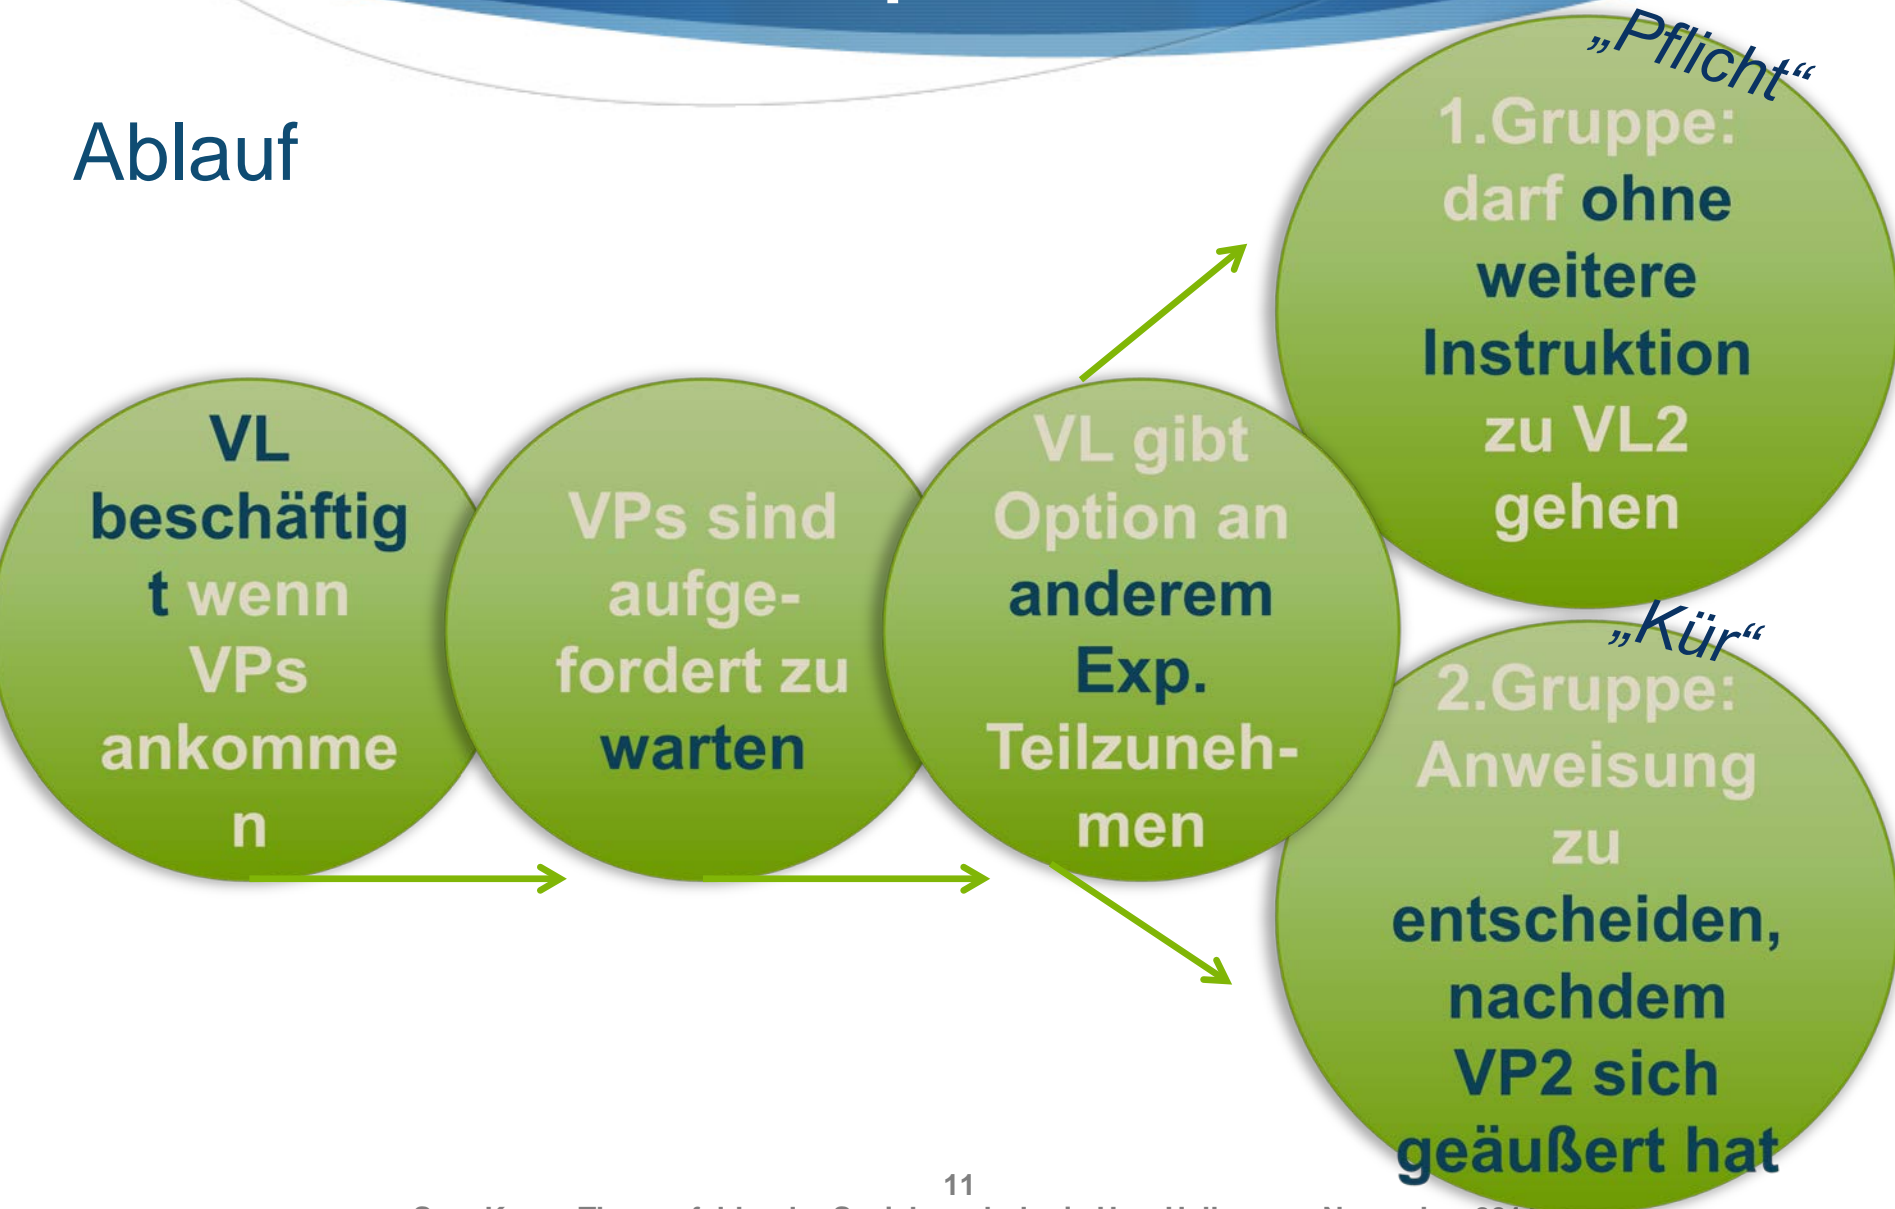 Ablauf
VL
beschäftig
t wenn
VPs
ankomme
n
VPs sind
aufge-
fordert zu
warten
VL gibt
Option an
anderem
Exp.
Teilzuneh-
men
„Pflicht“
1.Gruppe:
darf ohne
weitere
Instruktion
zu VL2
gehen
„Kür“
2.Gruppe:
Anweisung
zu
entscheiden,
nachdem
VP2 sich
geäußert hat
11